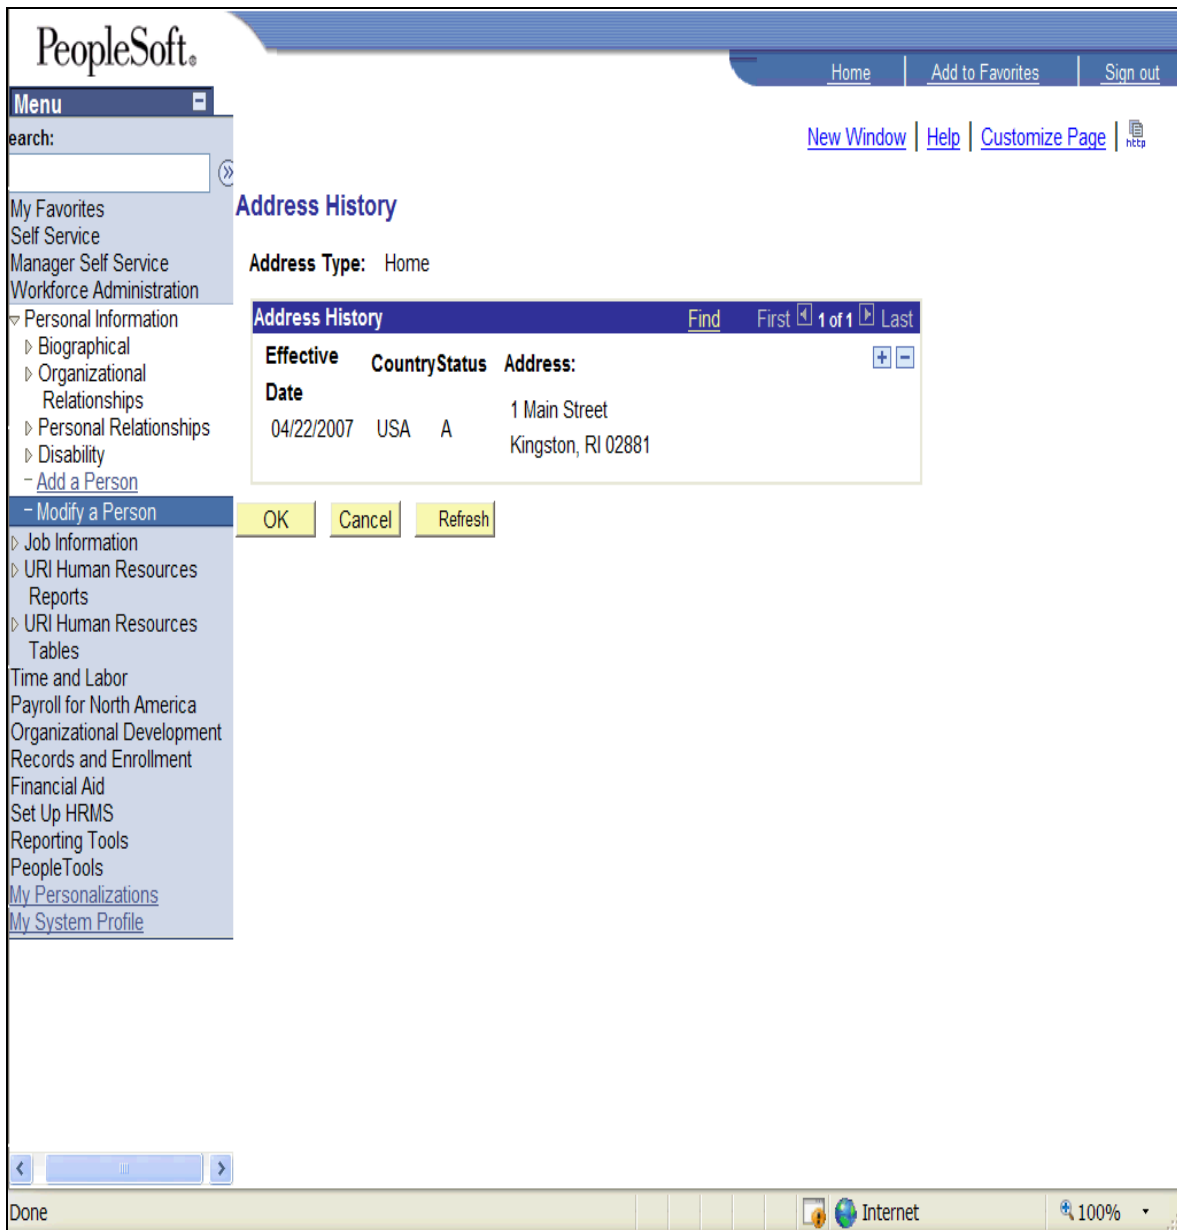 PeopleSoft®
Home Add to Favorites Sign out
Menu
earch:
New Window | Help | Customize Page | http
My Favorites
Self Service
Manager Self Service
Workforce Administration
Personal Information
Biographical
Organizational
Relationships
Personal Relationships
Disability
– Add a Person
– Modify a Person
Job Information
URI Human Resources
Reports
URI Human Resources
Tables
Time and Labor
Payroll for North America
Organizational Development
Records and Enrollment
Financial Aid
Set Up HRMS
Reporting Tools
PeopleTools
My Personalizations
My System Profile
Address History
Address Type: Home
Address History Find First 1 of 1 Last
Effective Date Country Status Address:
04/22/2007 USA A 1 Main Street
Kingston, RI 02881
OK Cancel Refresh
Done Internet 100%